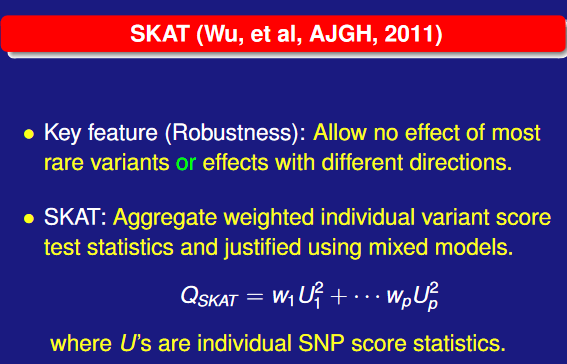 SKAT (Wu, et al, AJGH, 2011)
• Key feature (Robustness): Allow no effect of most
rare variants or effects with different directions.
• SKAT: Aggregate weighted individual variant score
test statistics and justified using mixed models.
Q_{SKAT} = w_1 U_1^2 + ⋯ w_p U_p^2
where U's are individual SNP score statistics.